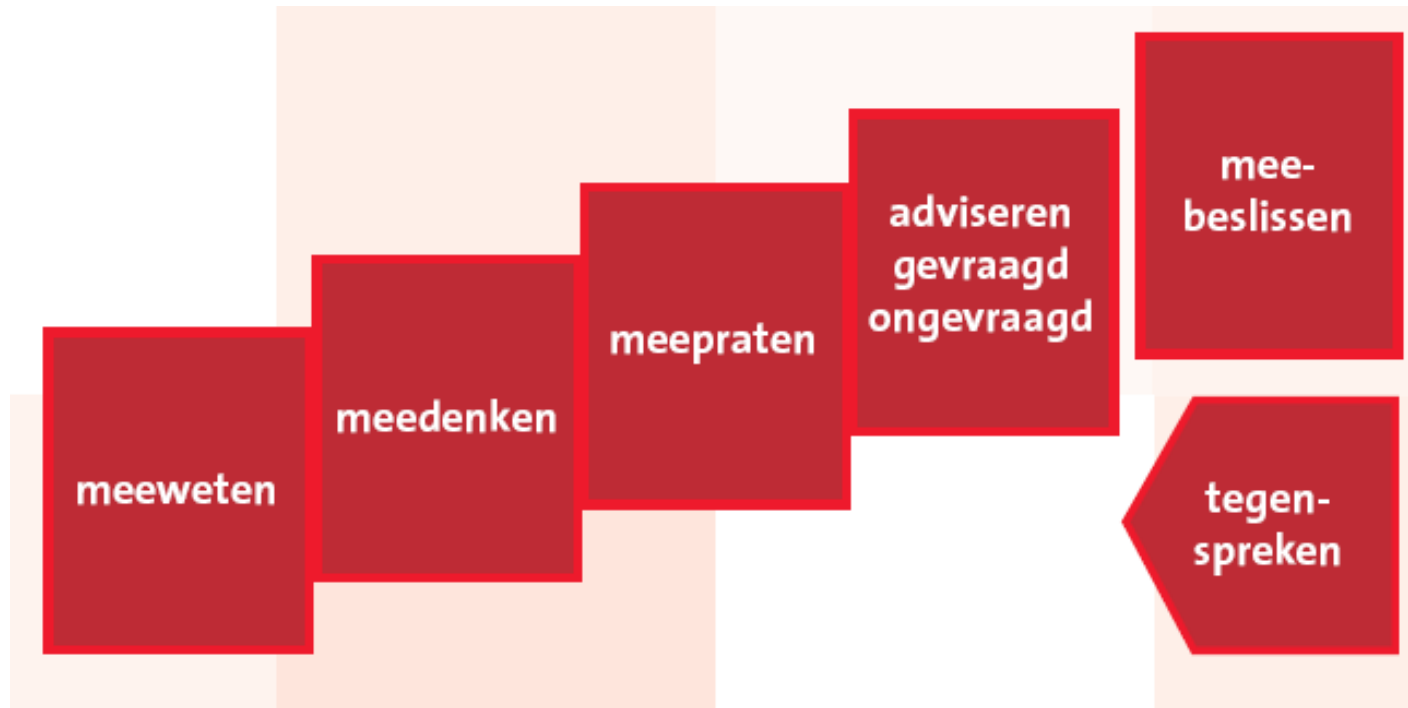 meeweten
meedenken
meepraten
adviseren
gevraagd
ongevraagd
mee-
beslissen
tegen-
spreken